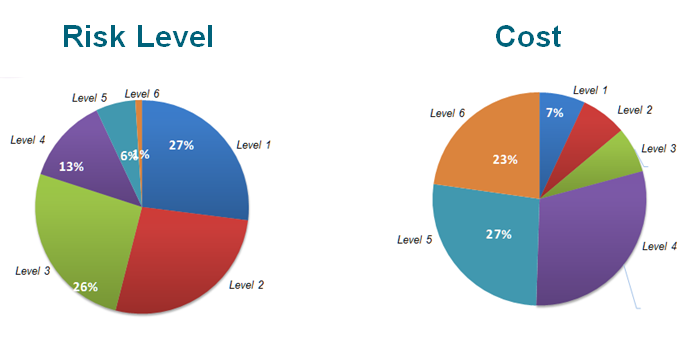 Risk Level
Level 6
Level 5
Level 1
27%
6%
1%
Level 4
13%
Level 3
26%
Level 2
Cost
Level 1
7%
Level 2
Level 6
Level 3
23%
Level 5
27%
Level 4